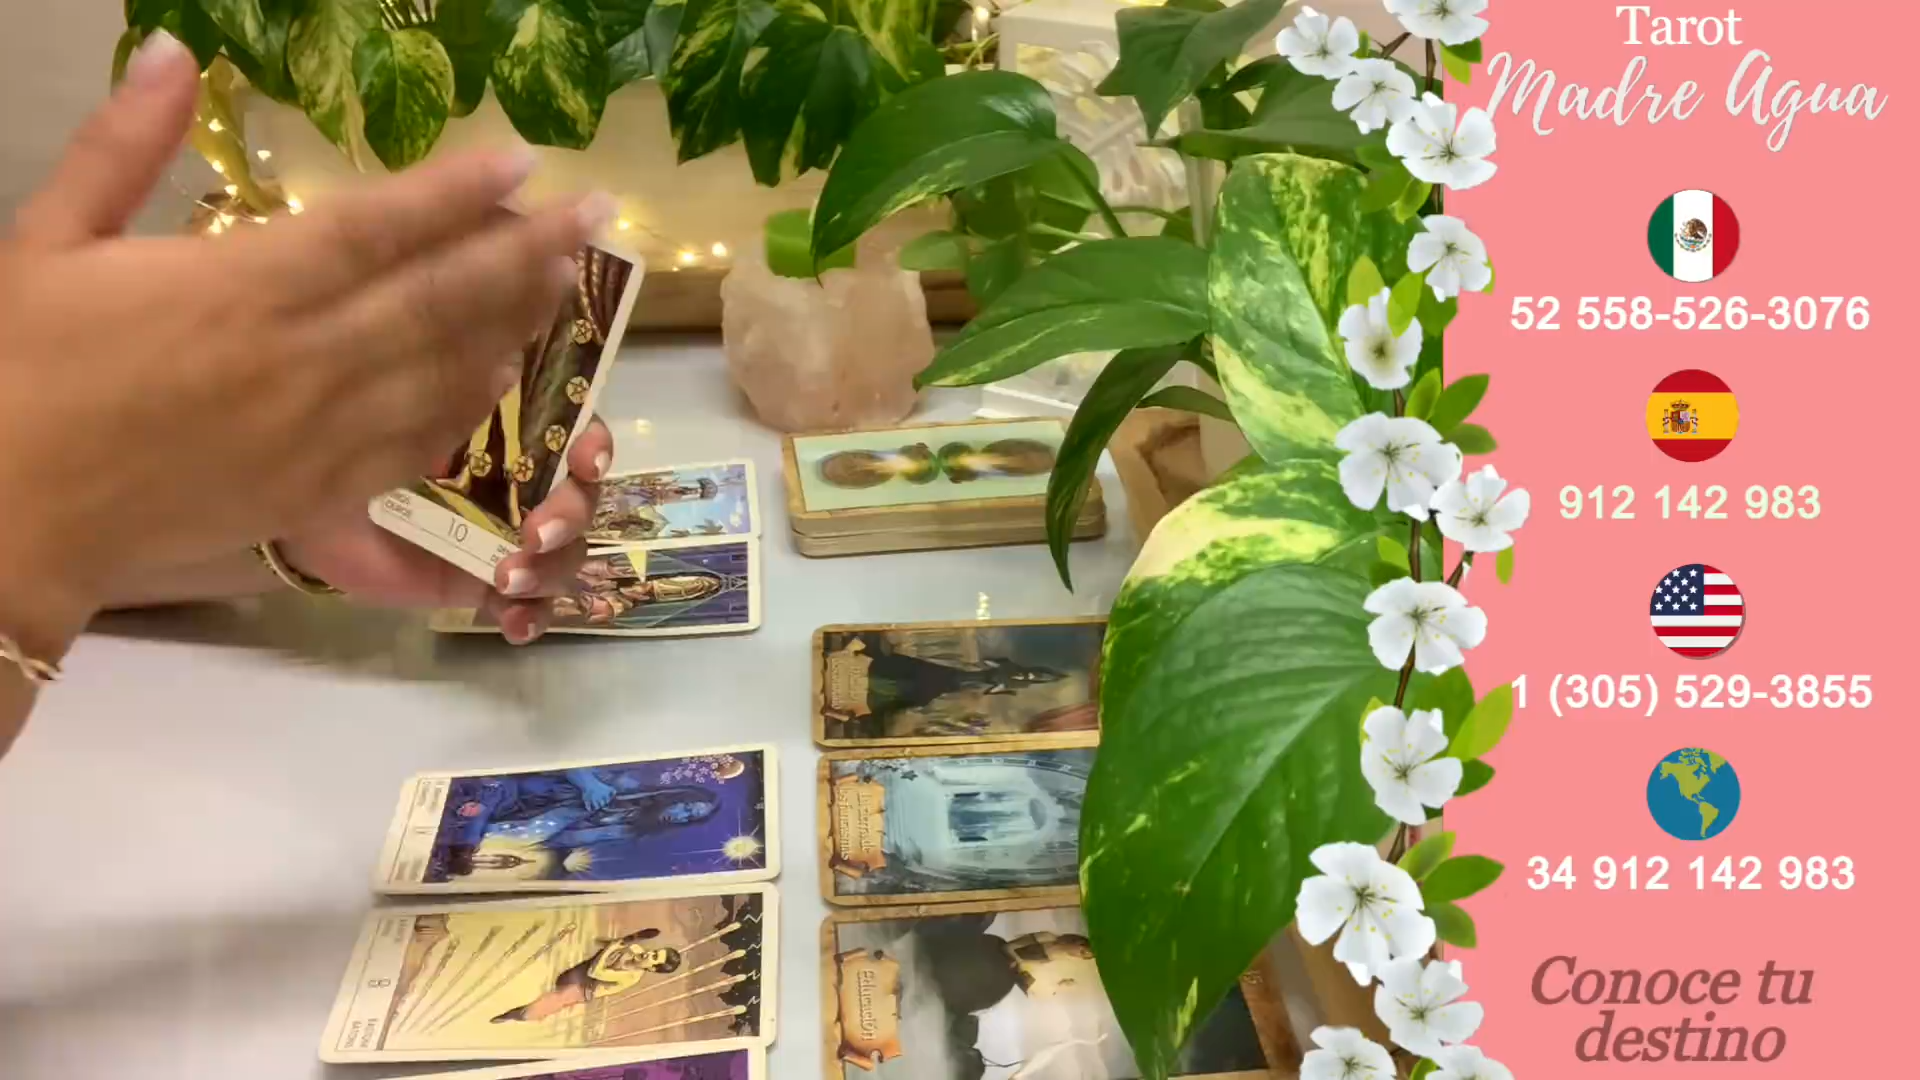 Tarot
Madre Agua
52 558-526-3076
912 142 983
1 (305) 529-3855
34 912 142 983
Conoce tu
destino
10
8
Educación